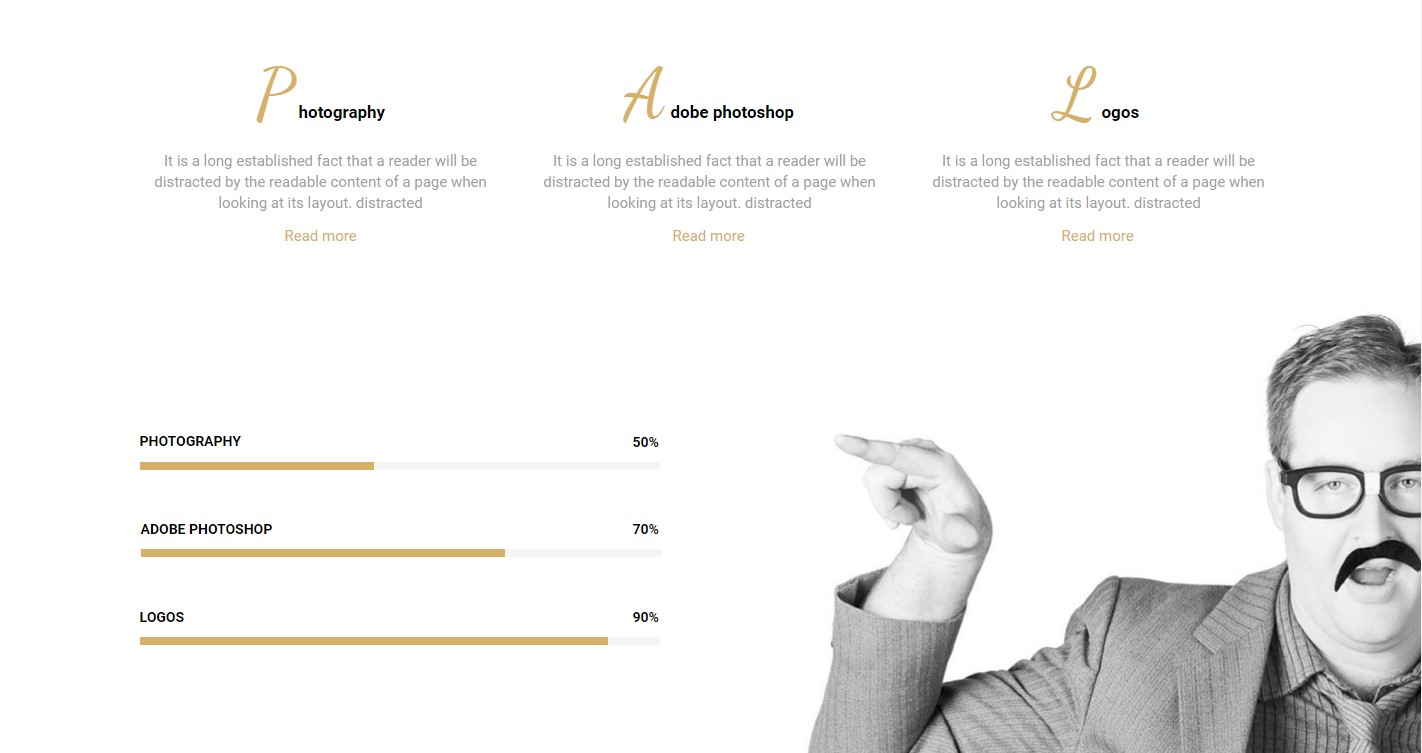 Photography
Adobe photoshop
Logos
It is a long established fact that a reader will be
distracted by the readable content of a page when
looking at its layout. distracted
Read more
It is a long established fact that a reader will be
distracted by the readable content of a page when
looking at its layout. distracted
Read more
It is a long established fact that a reader will be
distracted by the readable content of a page when
looking at its layout. distracted
Read more
PHOTOGRAPHY 50%
ADOBE PHOTOSHOP 70%
LOGOS 90%